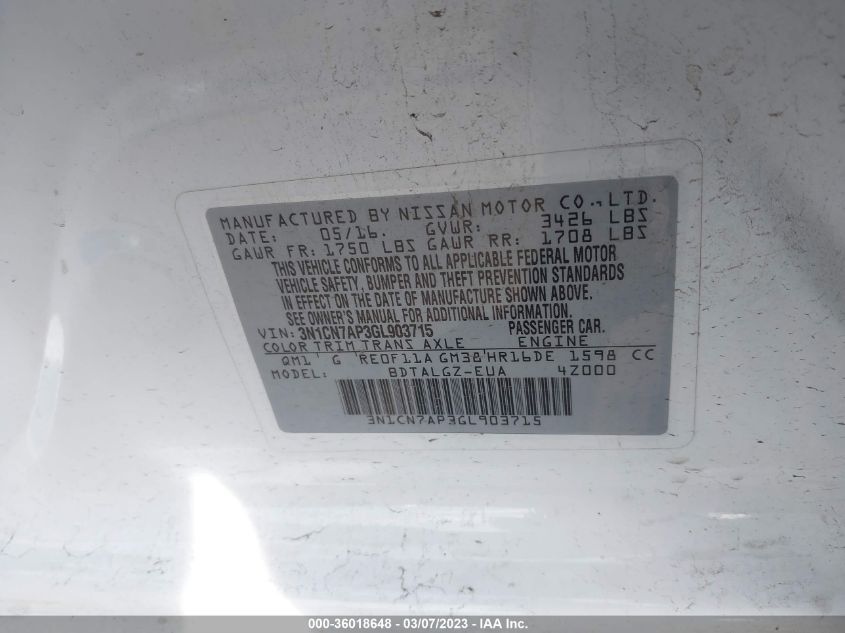 MANUFACTURED BY NISSAN MOTOR CO., LTD.
DATE: 05/16. GVWR: 3426 LBS
GAWR FR: 1750 LBS GAWR RR: 1708 LBS
THIS VEHICLE CONFORMS TO ALL APPLICABLE FEDERAL MOTOR
VEHICLE SAFETY, BUMPER AND THEFT PREVENTION STANDARDS
IN EFFECT ON THE DATE OF MANUFACTURE SHOWN ABOVE.
SEE OWNER'S MANUAL FOR ADDITIONAL INFORMATION.
VIN: 3N1CN7AP3GL903715 PASSENGER CAR.
COLOR TRIM TRANS AXLE ENGINE
QM1 G RE0F11A GM38 HR16DE 1598 CC
MODEL: BDTALGZ-EUA 4Z000
3N1CN7AP3GL903715
000-36018648 - 03/07/2023 - IAA Inc.